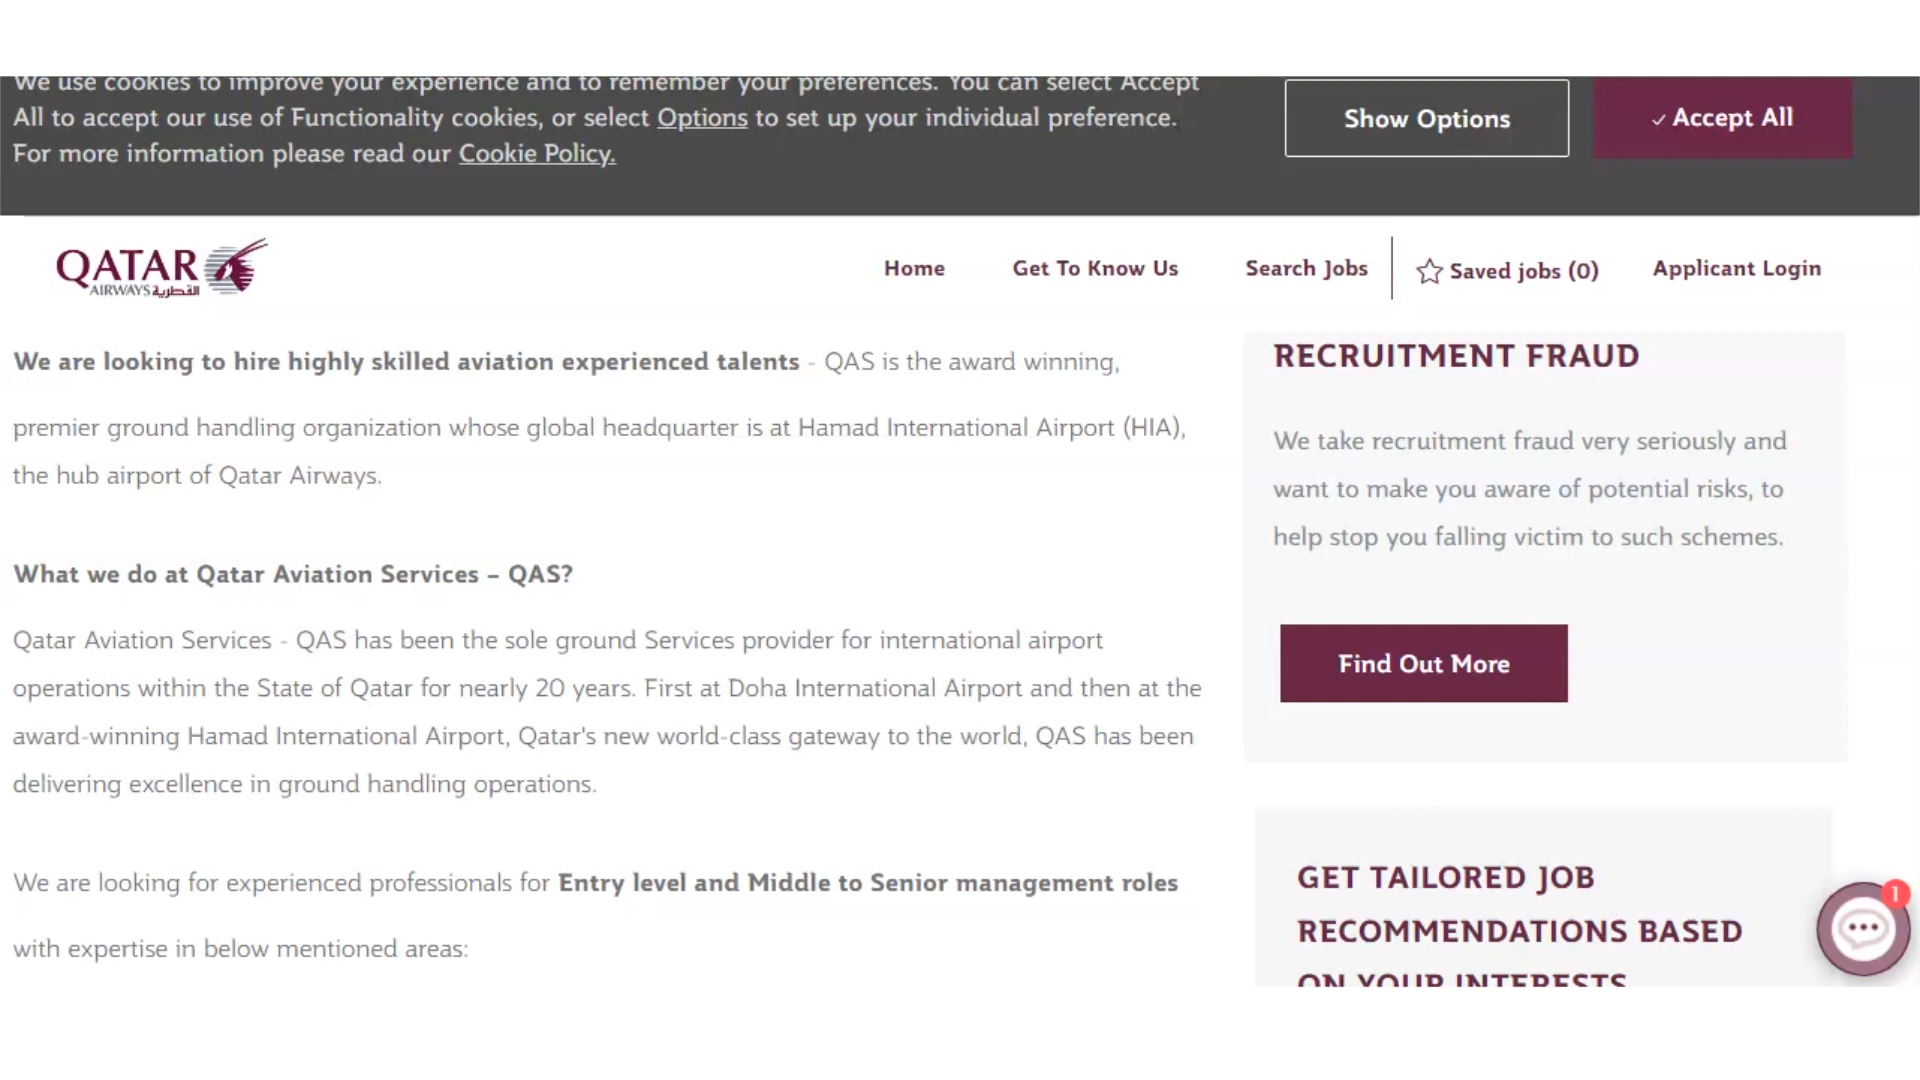 We use cookies to improve your experience and to remember your preferences. You can select Accept
All to accept our use of Functionality cookies, or select Options to set up your individual preference.
For more information please read our Cookie Policy.
Show Options
✓ Accept All
QATAR
AIRWAYS القطرية
Home
Get To Know Us
Search Jobs
Saved jobs (0)
Applicant Login
We are looking to hire highly skilled aviation experienced talents - QAS is the award winning,
premier ground handling organization whose global headquarter is at Hamad International Airport (HIA),
the hub airport of Qatar Airways.
What we do at Qatar Aviation Services – QAS?
Qatar Aviation Services - QAS has been the sole ground Services provider for international airport
operations within the State of Qatar for nearly 20 years. First at Doha International Airport and then at the
award-winning Hamad International Airport, Qatar's new world-class gateway to the world, QAS has been
delivering excellence in ground handling operations.
We are looking for experienced professionals for Entry level and Middle to Senior management roles
with expertise in below mentioned areas:
RECRUITMENT FRAUD
We take recruitment fraud very seriously and
want to make you aware of potential risks, to
help stop you falling victim to such schemes.
Find Out More
GET TAILORED JOB
RECOMMENDATIONS BASED
ON YOUR INTERESTS
1